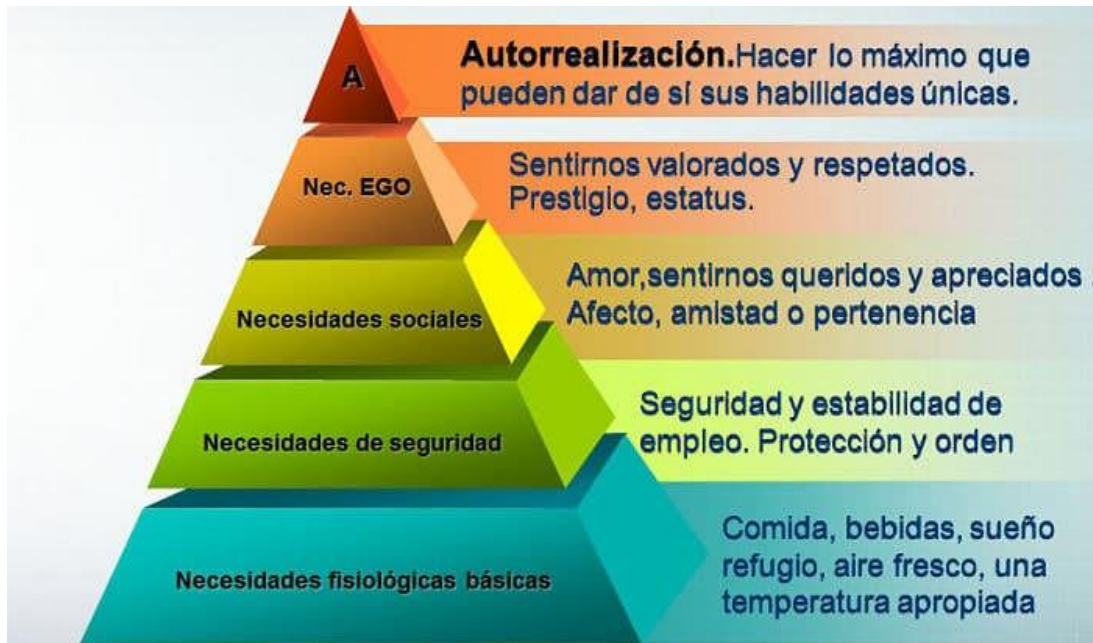 A
Autorrealización.Hacer lo máximo que
pueden dar de sí sus habilidades únicas.
Nec. EGO
Sentirnos valorados y respetados.
Prestigio, estatus.
Necesidades sociales
Amor,sentirnos queridos y apreciados .
Afecto, amistad o pertenencia
Necesidades de seguridad
Seguridad y estabilidad de
empleo. Protección y orden
Necesidades fisiológicas básicas
Comida, bebidas, sueño
refugio, aire fresco, una
temperatura apropiada